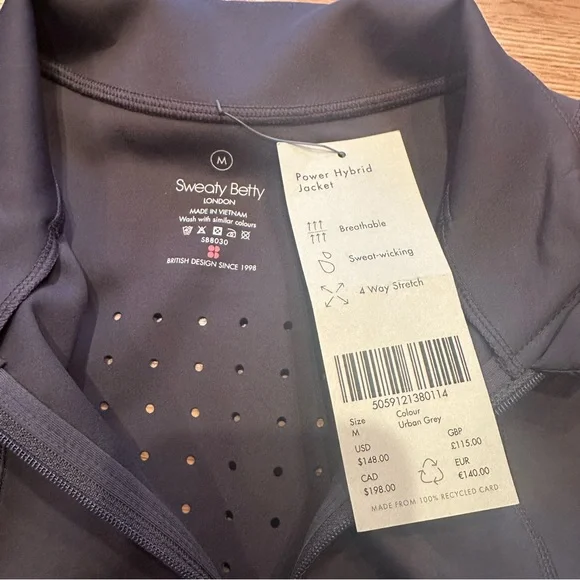 M
Sweaty Betty
LONDON
MADE IN VIETNAM
Wash with similar colours
SB8030
BRITISH DESIGN SINCE 1998
Power Hybrid
Jacket
Breathable
Sweat-wicking
4 Way Stretch
5059121380114
Size
M
Colour
Urban Grey
USD
$148.00
GBP
£115.00
CAD
$198.00
EUR
€140.00
MADE FROM 100% RECYCLED CARD